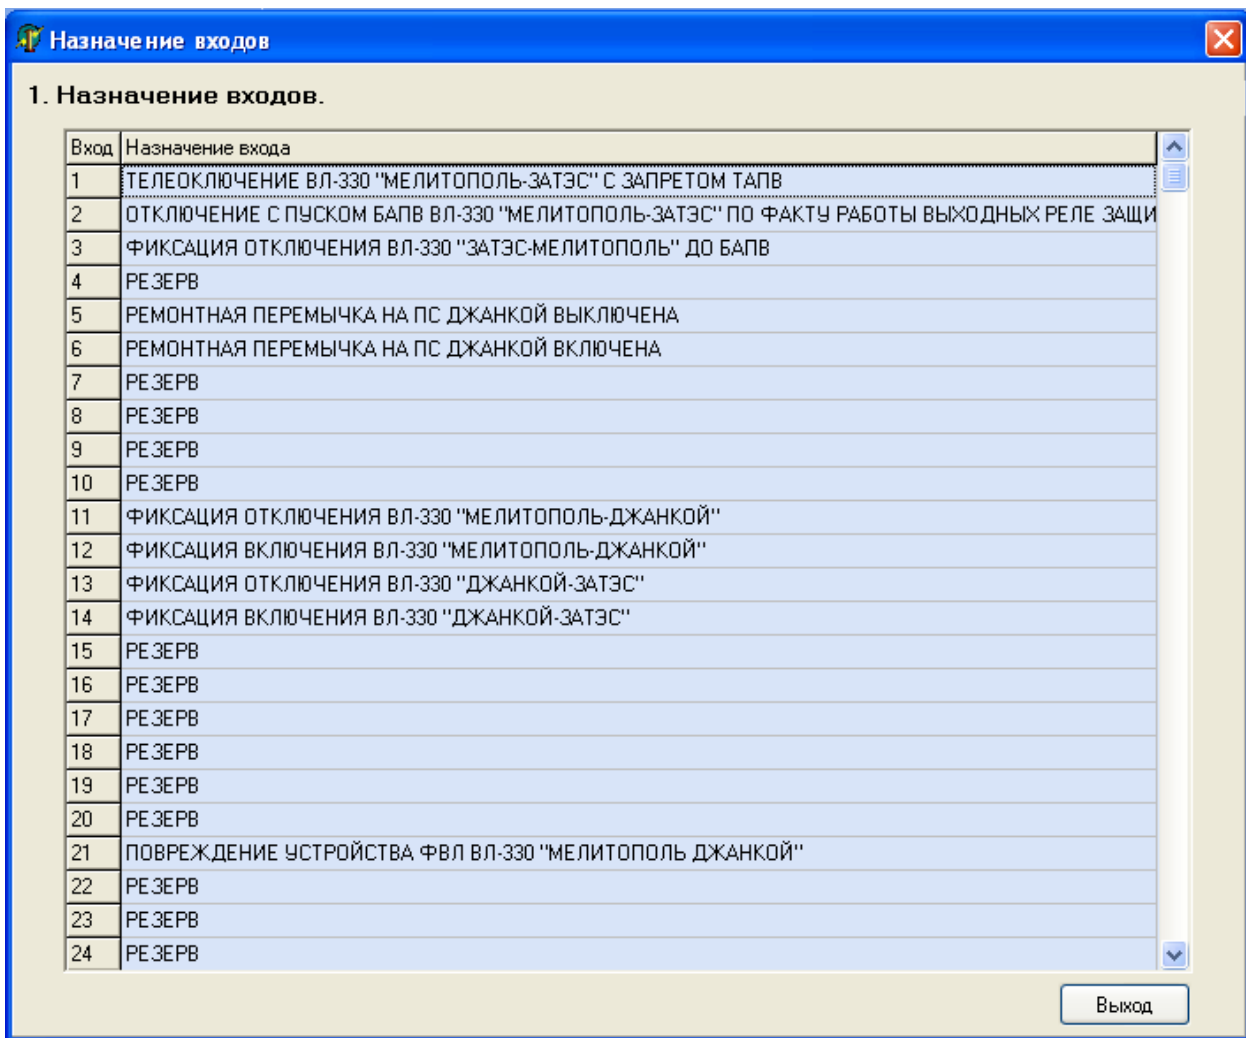 Назначение входов
1. Назначение входов.
Вход Назначение входа
1 ТЕЛЕОКЛЮЧЕНИЕ ВЛ-330 "МЕЛИТОПОЛЬ-ЗАТЭС" С ЗАПРЕТОМ ТАПВ
2 ОТКЛЮЧЕНИЕ С ПУСКОМ БАПВ ВЛ-330 "МЕЛИТОПОЛЬ-ЗАТЭС" ПО ФАКТУ РАБОТЫ ВЫХОДНЫХ РЕЛЕ ЗАЩИ
3 ФИКСАЦИЯ ОТКЛЮЧЕНИЯ ВЛ-330 "ЗАТЭС-МЕЛИТОПОЛЬ" ДО БАПВ
4 РЕЗЕРВ
5 РЕМОНТНАЯ ПЕРЕМЫЧКА НА ПС ДЖАНКОЙ ВЫКЛЮЧЕНА
6 РЕМОНТНАЯ ПЕРЕМЫЧКА НА ПС ДЖАНКОЙ ВКЛЮЧЕНА
7 РЕЗЕРВ
8 РЕЗЕРВ
9 РЕЗЕРВ
10 РЕЗЕРВ
11 ФИКСАЦИЯ ОТКЛЮЧЕНИЯ ВЛ-330 "МЕЛИТОПОЛЬ-ДЖАНКОЙ"
12 ФИКСАЦИЯ ВКЛЮЧЕНИЯ ВЛ-330 "МЕЛИТОПОЛЬ-ДЖАНКОЙ"
13 ФИКСАЦИЯ ОТКЛЮЧЕНИЯ ВЛ-330 "ДЖАНКОЙ-ЗАТЭС"
14 ФИКСАЦИЯ ВКЛЮЧЕНИЯ ВЛ-330 "ДЖАНКОЙ-ЗАТЭС"
15 РЕЗЕРВ
16 РЕЗЕРВ
17 РЕЗЕРВ
18 РЕЗЕРВ
19 РЕЗЕРВ
20 РЕЗЕРВ
21 ПОВРЕЖДЕНИЕ УСТРОЙСТВА ФВЛ ВЛ-330 "МЕЛИТОПОЛЬ ДЖАНКОЙ"
22 РЕЗЕРВ
23 РЕЗЕРВ
24 РЕЗЕРВ
Выход